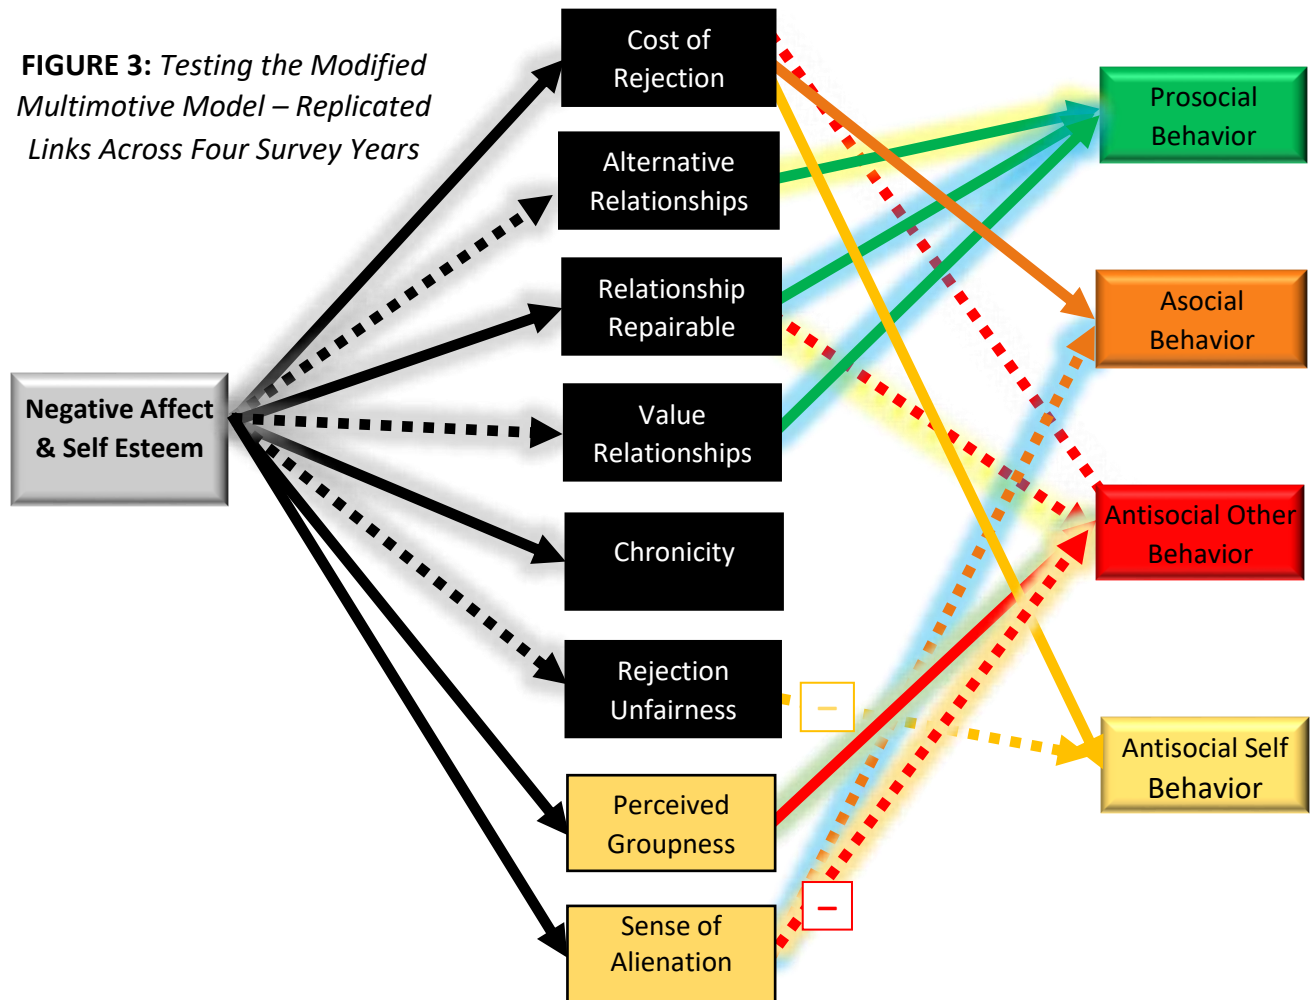 FIGURE 3: Testing the Modified
Multimotive Model – Replicated
Links Across Four Survey Years
Negative Affect
& Self Esteem
Cost of
Rejection
Alternative
Relationships
Relationship
Repairable
Value
Relationships
Chronicity
Rejection
Unfairness
Perceived
Groupness
Sense of
Alienation
–
–
Prosocial
Behavior
Asocial
Behavior
Antisocial Other
Behavior
Antisocial Self
Behavior